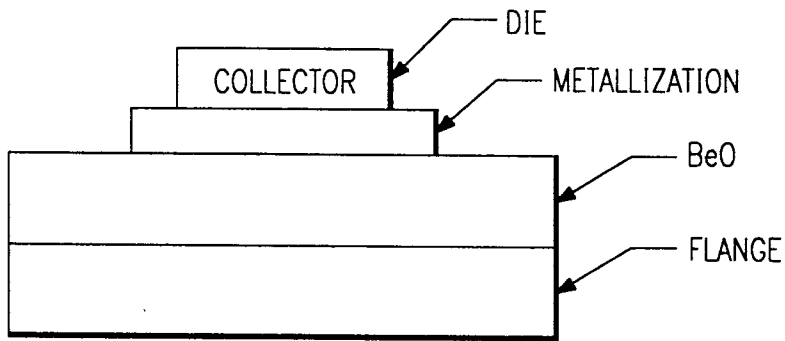 DIE
COLLECTOR
METALLIZATION
BeO
FLANGE